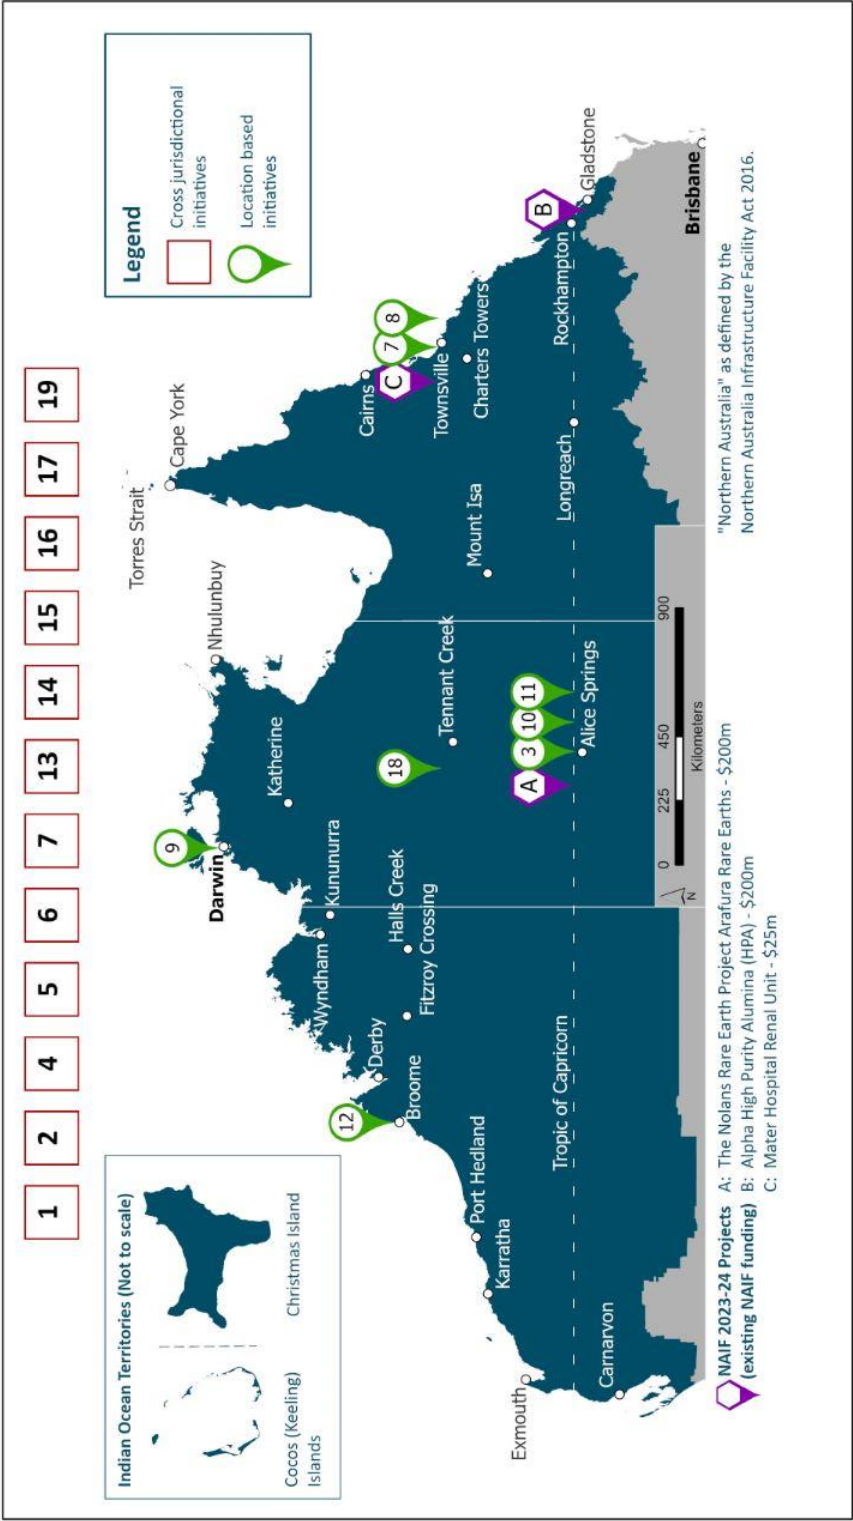 1 2 4 5 6 7 13 14 15 16 17 19
Indian Ocean Territories (Not to scale)
Cocos (Keeling)
Islands
Christmas Island
Legend
Cross jurisdictional
initiatives
Location based
initiatives
Torres Strait
Cape York
9
Darwin
Nhulunbuy
Katherine
Wyndham
Kununurra
12
Derby
Broome
Halls Creek
Fitzroy Crossing
18
Tennant Creek
Cairns
C
7
8
Townsville
Charters Towers
Mount Isa
Port Hedland
Karratha
Exmouth
A
3
10
11
B
Gladstone
Rockhampton
Longreach
Tropic of Capricorn
Alice Springs
Carnarvon
N
0 225 450 900
Kilometers
Brisbane
NAIF 2023-24 Projects
(existing NAIF funding)
A: The Nolans Rare Earth Project Arafura Rare Earths - $200m
B: Alpha High Purity Alumina (HPA) - $200m
C: Mater Hospital Renal Unit - $25m
"Northern Australia" as defined by the
Northern Australia Infrastructure Facility Act 2016.